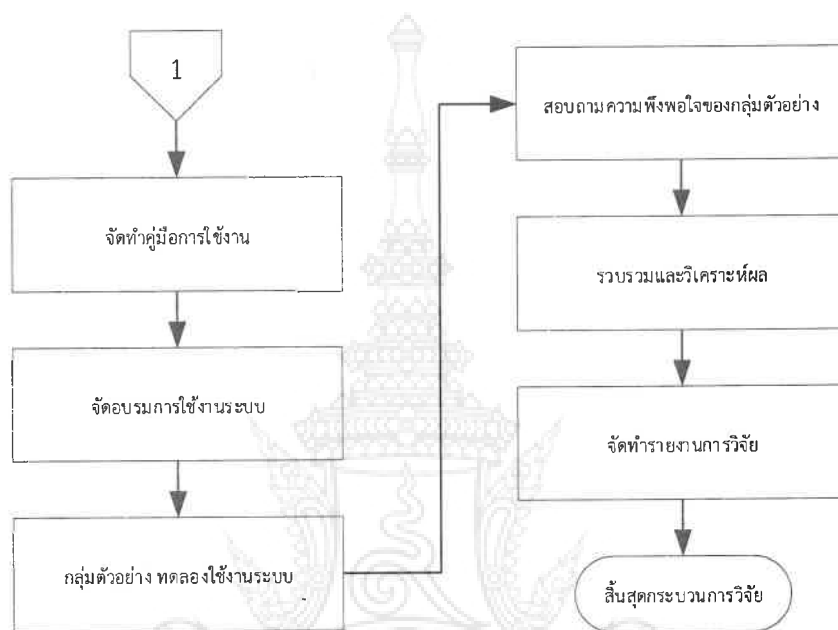 1
จัดทำคู่มือการใช้งาน
จัดอบรมการใช้งานระบบ
กลุ่มตัวอย่าง ทดลองใช้งานระบบ
สอบถามความพึงพอใจของกลุ่มตัวอย่าง
รวบรวมและวิเคราะห์ผล
จัดทำรายงานการวิจัย
สิ้นสุดกระบวนการวิจัย